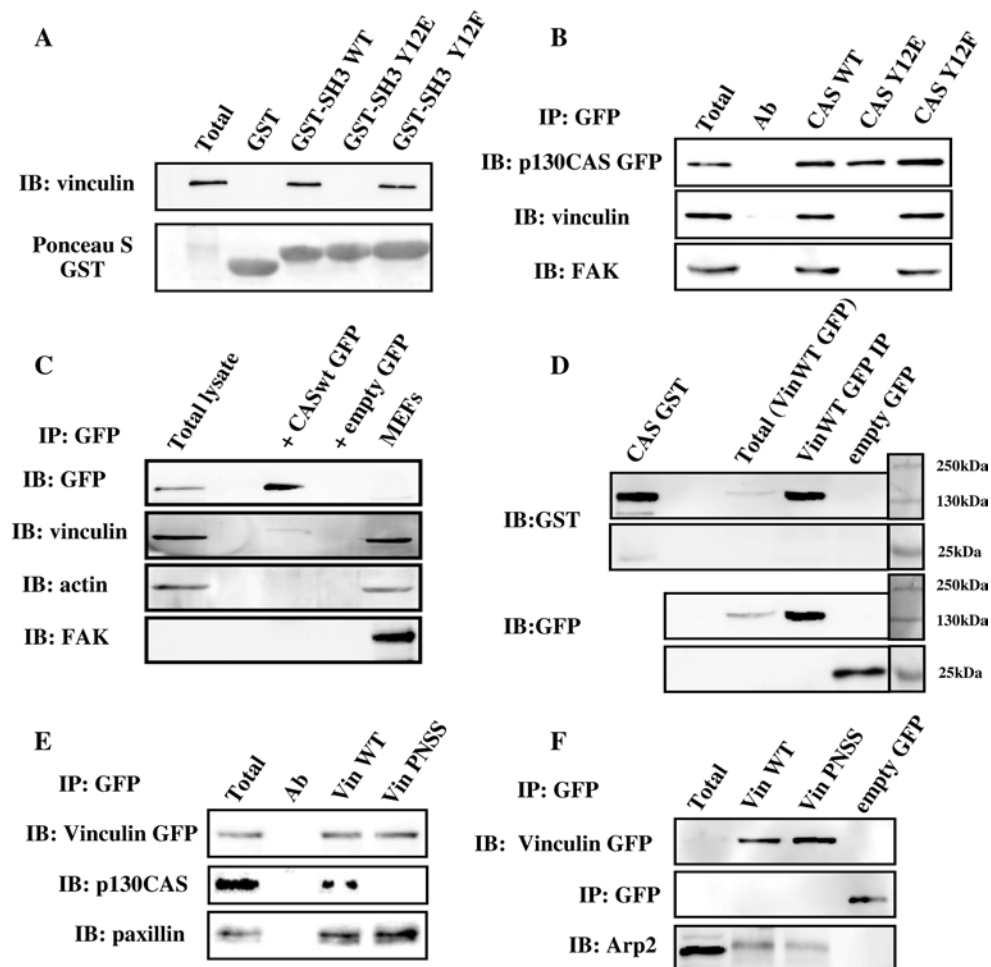 A
Total
GST
GST-SH3 WT
GST-SH3 Y12E
GST-SH3 Y12F
IB: vinculin
Ponceau S
GST
B
IP: GFP
Total
Ab
CAS WT
CAS Y12E
CAS Y12F
IB: p130CAS GFP
IB: vinculin
IB: FAK
C
IP: GFP
Total lysate
+ CASwt GFP
+ empty GFP
MEFs
IB: GFP
IB: vinculin
IB: actin
IB: FAK
D
CAS GST
Total (VinWT GFP)
VinWT GFP IP
empty GFP
IB:GST
250kDa
130kDa
25kDa
IB:GFP
250kDa
130kDa
25kDa
E
IP: GFP
Total
Ab
Vin WT
Vin PNSS
IB: Vinculin GFP
IB: p130CAS
IB: paxillin
F
IP: GFP
Total
Vin WT
Vin PNSS
empty GFP
IB: Vinculin GFP
IP: GFP
IB: Arp2